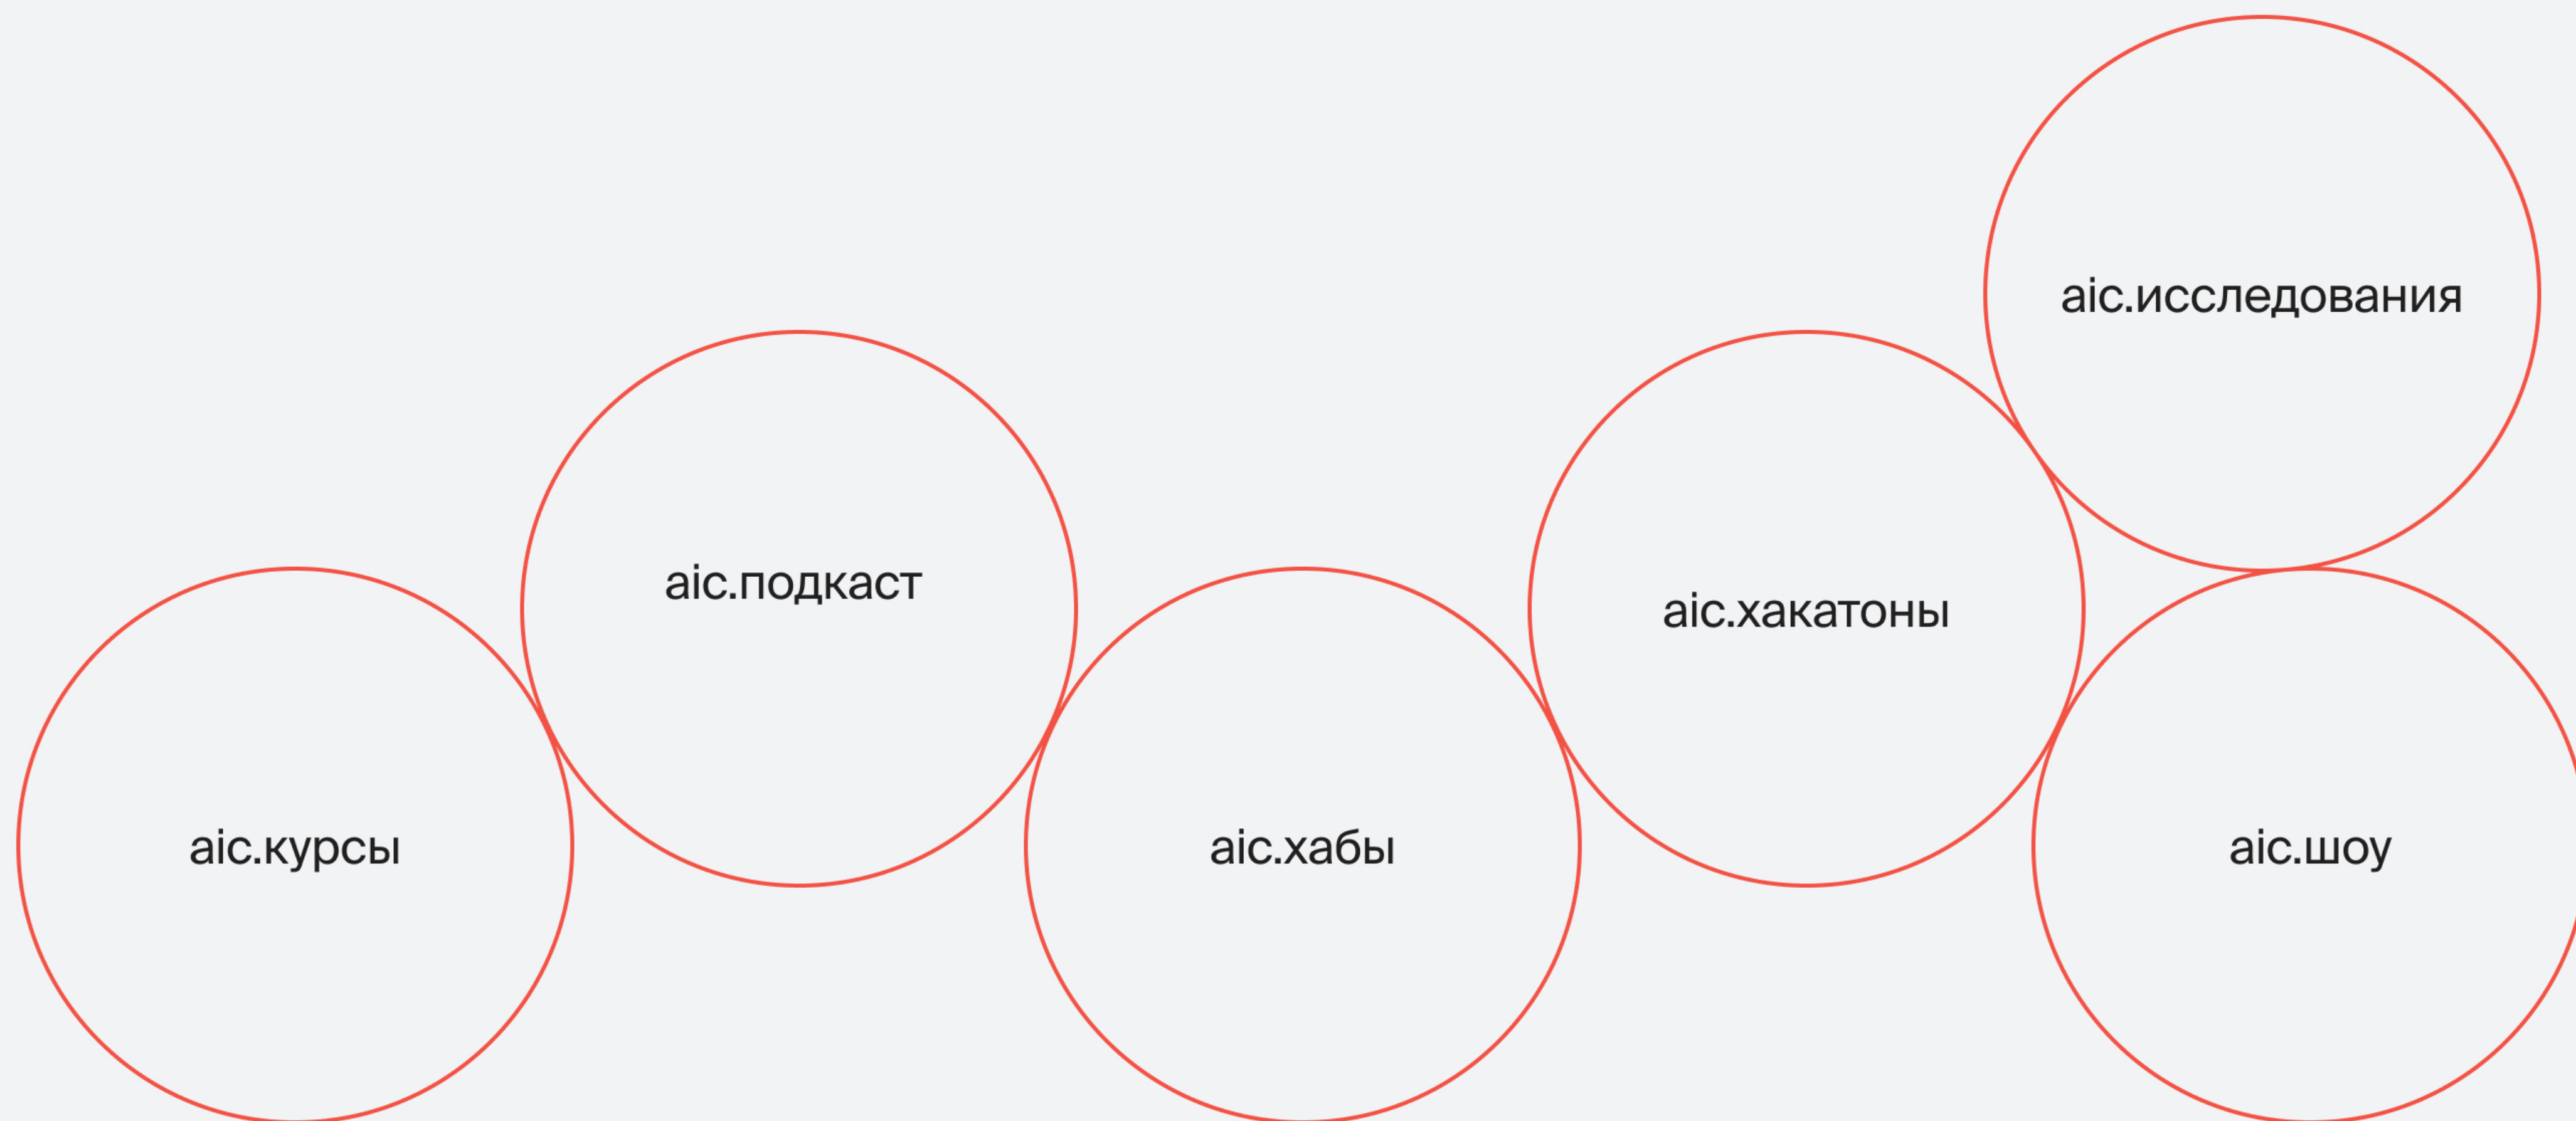 aic.исследования
aic.подкаст
aic.хакатоны
aic.курсы
aic.хабы
aic.шоу